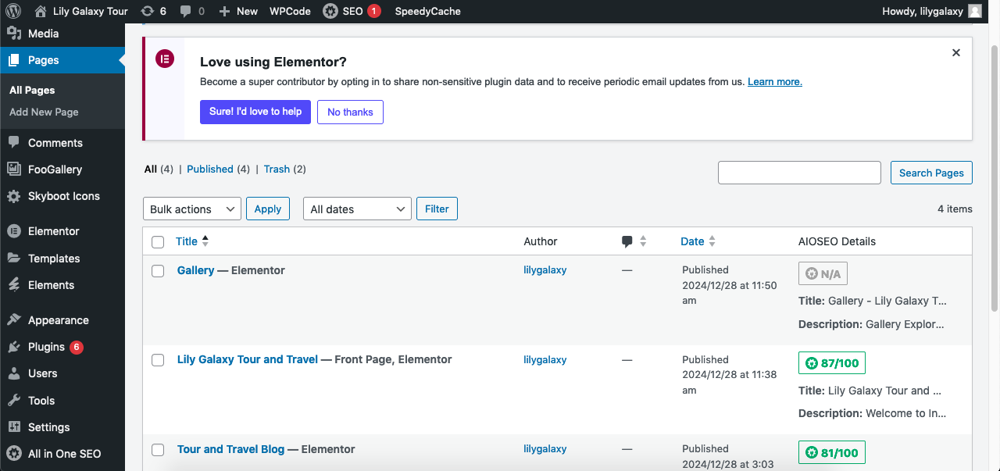 Lily Galaxy Tour 6 0 New WPCode SEO 1 SpeedyCache Howdy, lilygalaxy
Media
Pages
All Pages
Add New Page
Comments
FooGallery
Skyboot Icons
Elementor
Templates
Elements
Appearance
Plugins 6
Users
Tools
Settings
All in One SEO
Love using Elementor?
Become a super contributor by opting in to share non-sensitive plugin data and to receive periodic email updates from us. Learn more.
Sure! I'd love to help No thanks
All (4) | Published (4) | Trash (2)
Search Pages
Bulk actions Apply All dates Filter 4 items
Title Author Date AIOSEO Details
Gallery — Elementor lilygalaxy — Published
2024/12/28 at 11:50
am
N/A
Title: Gallery - Lily Galaxy T...
Description: Gallery Explor...
Lily Galaxy Tour and Travel — Front Page, Elementor lilygalaxy — Published
2024/12/28 at 11:38
am
87/100
Title: Lily Galaxy Tour and ...
Description: Welcome to In...
Tour and Travel Blog — Elementor lilygalaxy — Published
2024/12/28 at 3:03
81/100